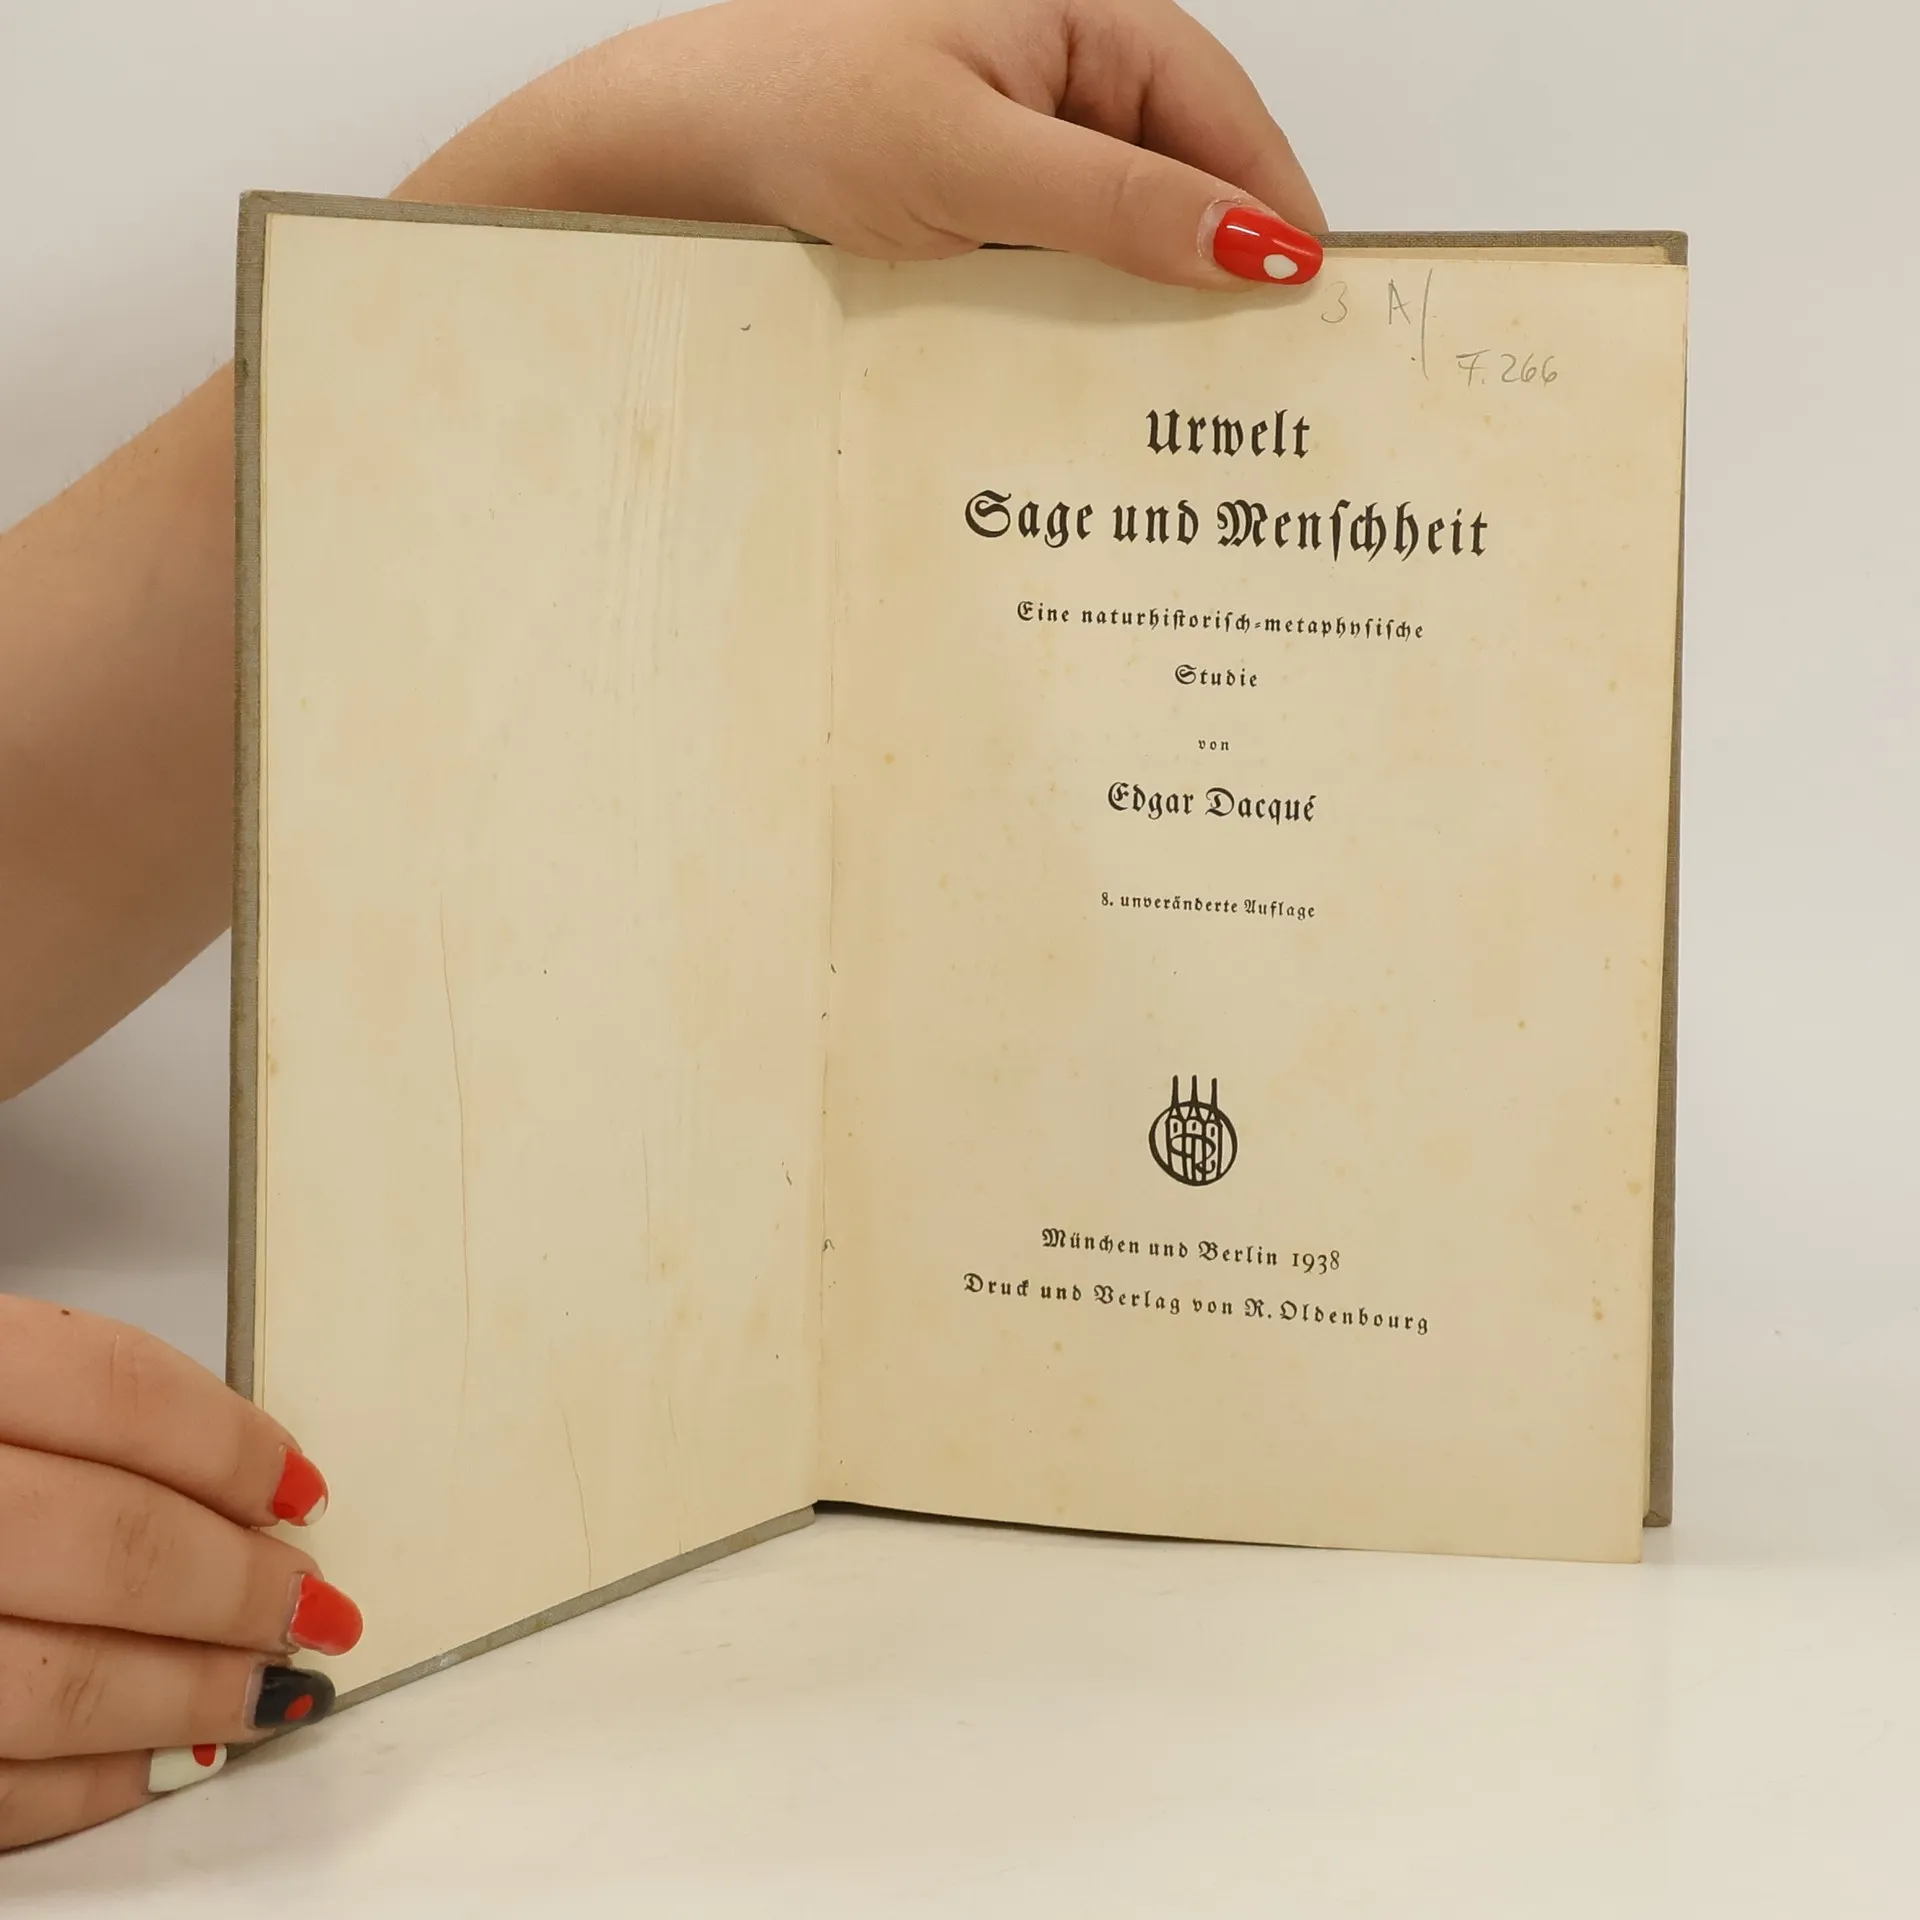 3 A/
F. 266
Urwelt
Sage und Menſchheit
Eine naturhiſtoriſch-metaphyſiſche
Studie
von
Edgar Dacqué
8. unveränderte Auflage
München und Berlin 1938
Druck und Verlag von R. Oldenbourg